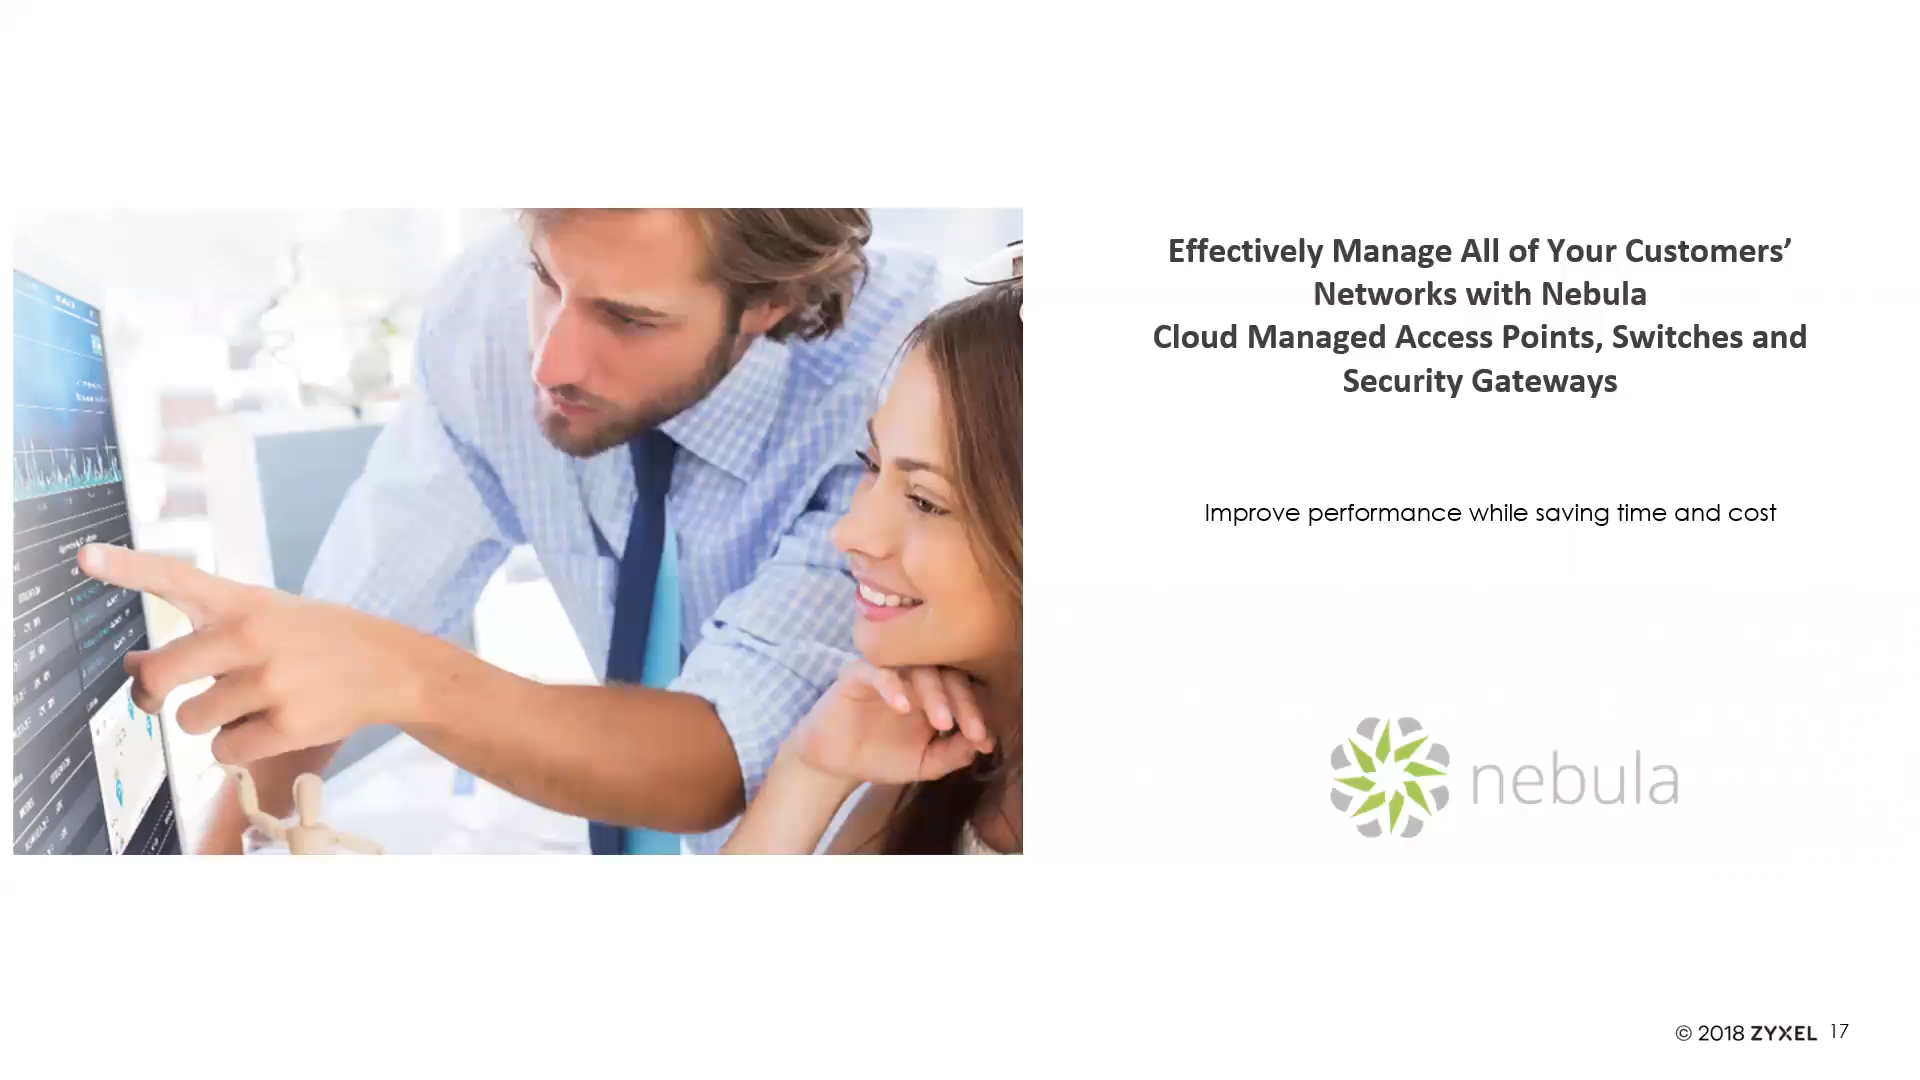 Effectively Manage All of Your Customers’
Networks with Nebula
Cloud Managed Access Points, Switches and
Security Gateways
Improve performance while saving time and cost
nebula
© 2018 ZYXEL 17